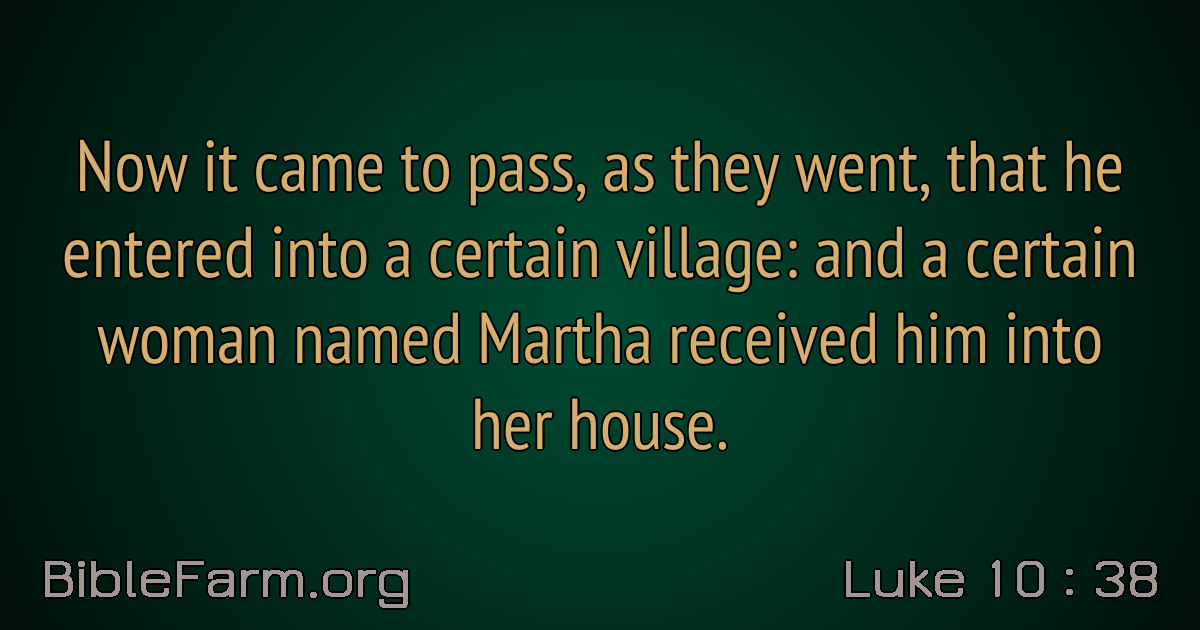 Now it came to pass, as they went, that he
entered into a certain village: and a certain
woman named Martha received him into
her house.
BibleFarm.org
Luke 10 : 38